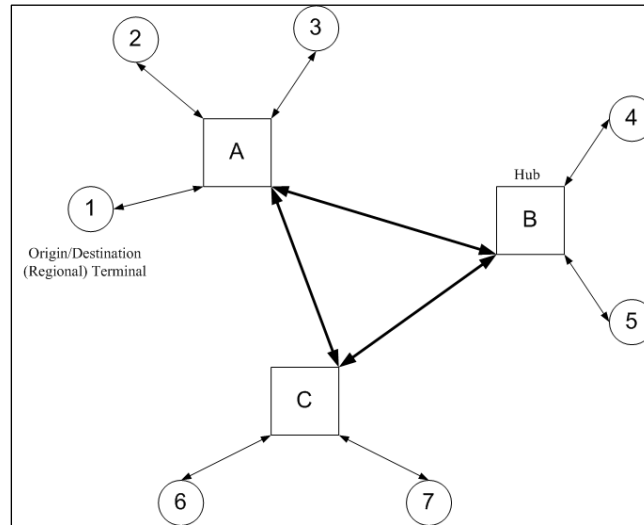 3
2
4
A
Hub
1
B
Origin/Destination
(Regional) Terminal
5
C
6
7